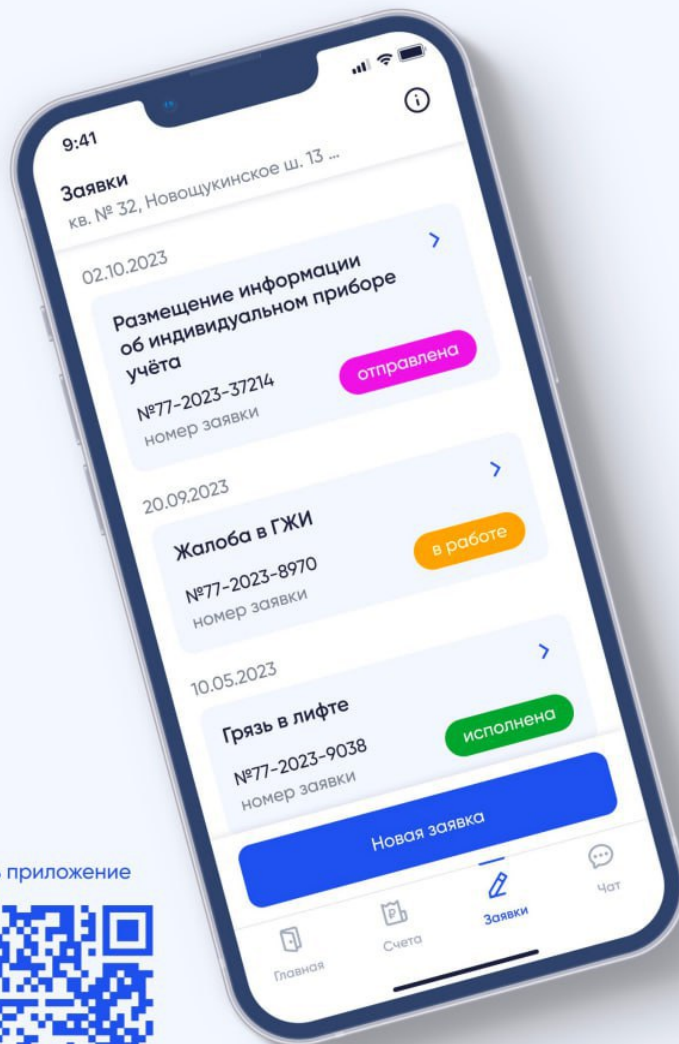 9:41
Заявки
кв. № 32, Новощукинское ш. 13 ...
02.10.2023
Размещение информации
об индивидуальном приборе
учёта
№77-2023-37214
номер заявки
отправлена
20.09.2023
Жалоба в ГЖИ
№77-2023-8970
номер заявки
в работе
10.05.2023
Грязь в лифте
№77-2023-9038
номер заявки
исполнена
Новая заявка
Главная
Счета
Заявки
Чат
приложение